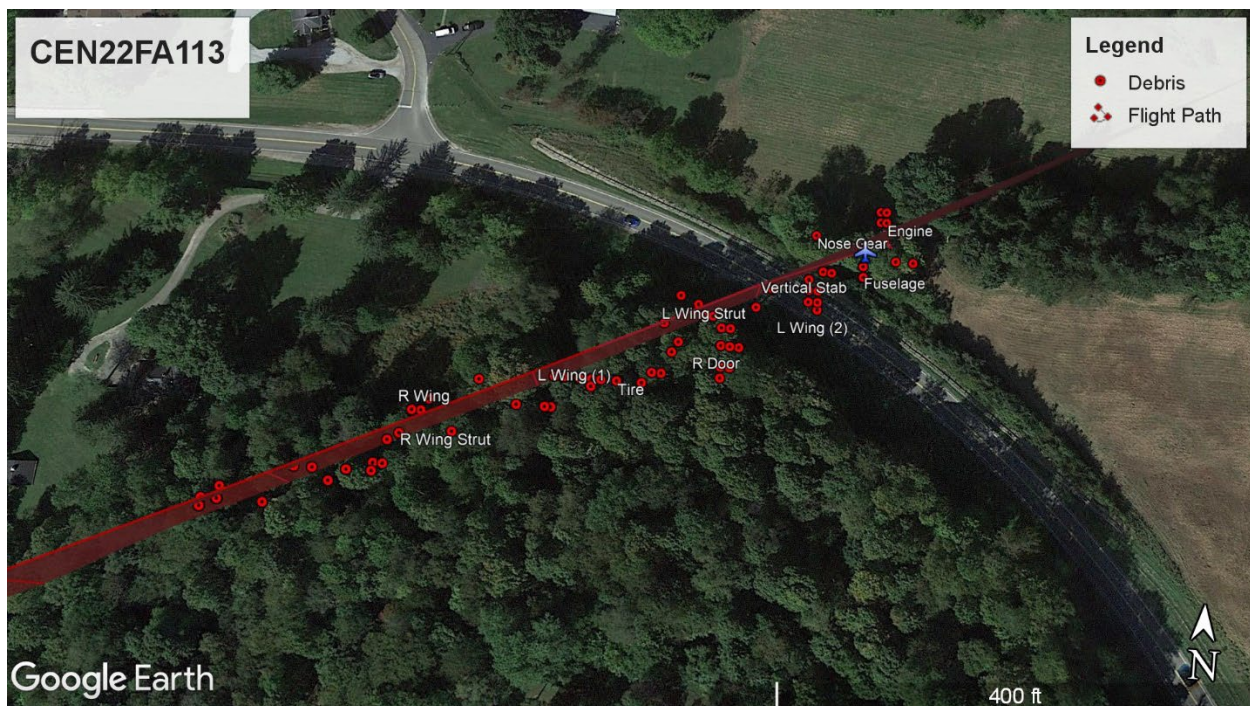 CEN22FA113
Legend
Debris
Flight Path
Engine
Nose Gear
Fuselage
Vertical Stab
L Wing Strut
L Wing (2)
R Door
L Wing (1)
Tire
R Wing
R Wing Strut
N
Google Earth
400 ft